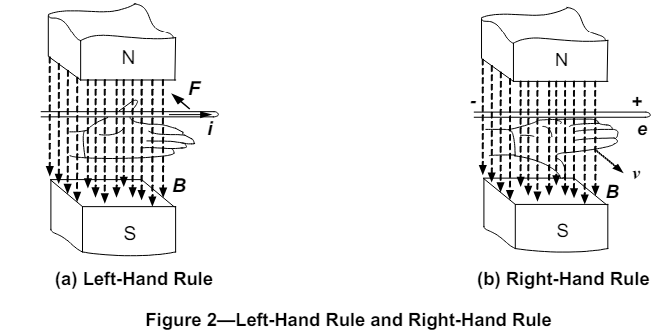 N
F
i
B
S
(a) Left-Hand Rule
N
- +
e
v
B
S
(b) Right-Hand Rule
Figure 2—Left-Hand Rule and Right-Hand Rule